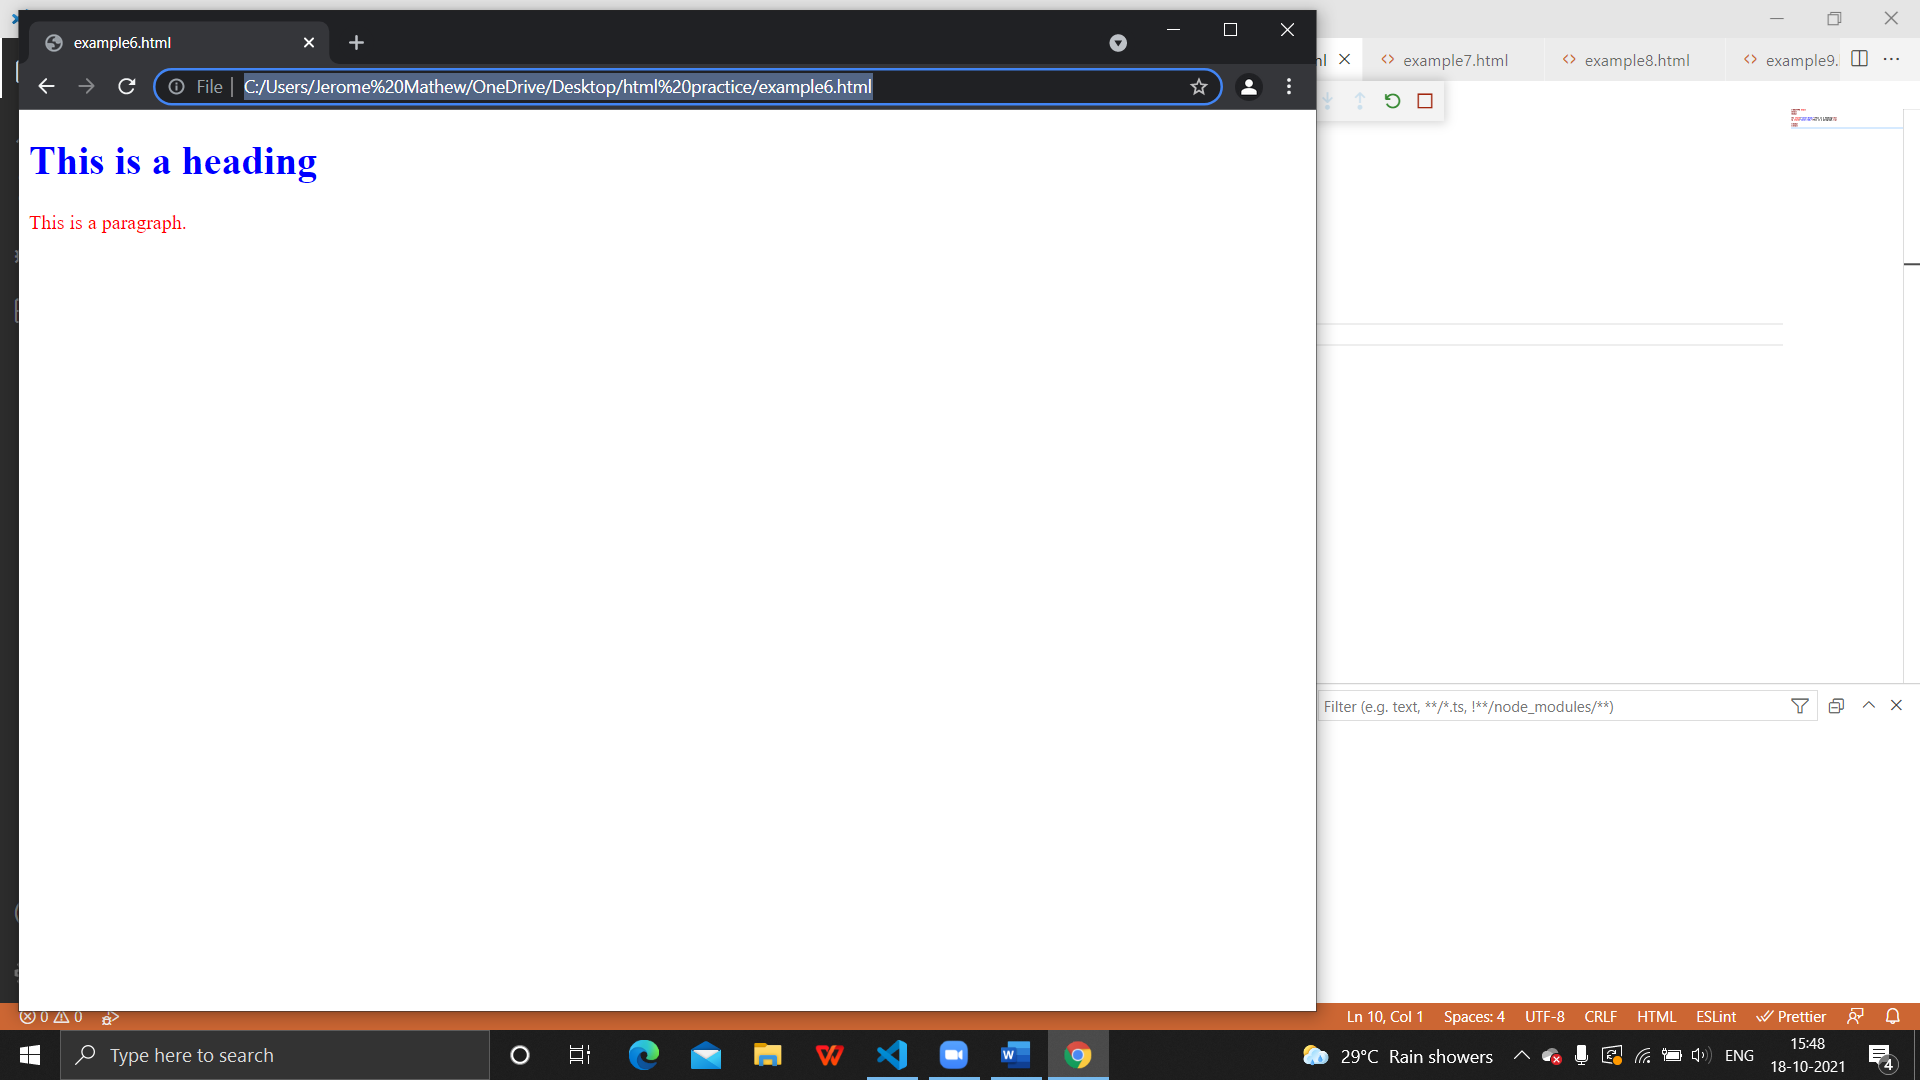 example6.html
File
C:/Users/Jerome%20Mathew/OneDrive/Desktop/html%20practice/example6.html
This is a heading
This is a paragraph.
example7.html
example8.html
example9.
Filter (e.g. text, **/*.ts, !**/node_modules/**)
0 0
Ln 10, Col 1 Spaces: 4 UTF-8 CRLF HTML ESLint Prettier
Type here to search
29°C Rain showers
ENG
15:48
18-10-2021
4